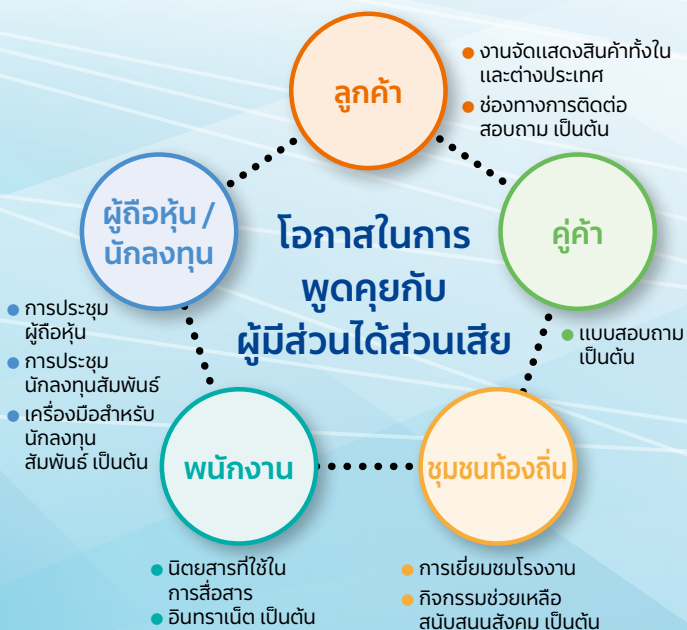 ลูกค้า
● งานจัดแสดงสินค้าทั้งใน
และต่างประเทศ
● ช่องทางการติดต่อ
สอบถาม เป็นต้น
ผู้ถือหุ้น /
นักลงทุน
โอกาสในการ
พูดคุยกับ
ผู้มีส่วนได้ส่วนเสีย
คู่ค้า
● การประชุม
ผู้ถือหุ้น
● การประชุม
นักลงทุนสัมพันธ์
● เครื่องมือสำหรับ
นักลงทุน
สัมพันธ์ เป็นต้น
● แบบสอบถาม
เป็นต้น
พนักงาน
ชุมชนท้องถิ่น
● นิตยสารที่ใช้ใน
การสื่อสาร
● อินทราเน็ต เป็นต้น
● การเยี่ยมชมโรงงาน
● กิจกรรมช่วยเหลือ
สนับสนุนสังคม เป็นต้น